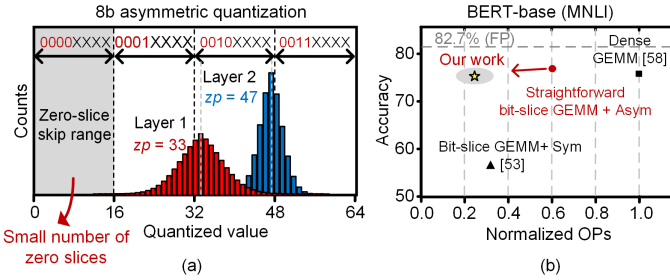 8b asymmetric quantization
0000XXXX 0001XXXX 0010XXXX 0011XXXX
Counts
Zero-slice
skip range
Layer 1
zp = 33
Layer 2
zp = 47
0 16 32 48 64
Quantized value
Small number of
zero slices
(a)
BERT-base (MNLI)
82.7% (FP)
Dense
GEMM [58]
Our work
Straightforward
bit-slice GEMM + Asym
Bit-slice GEMM+ Sym
[53]
Accuracy
80
70
60
50
0.0 0.2 0.4 0.6 0.8 1.0
Normalized OPs
(b)